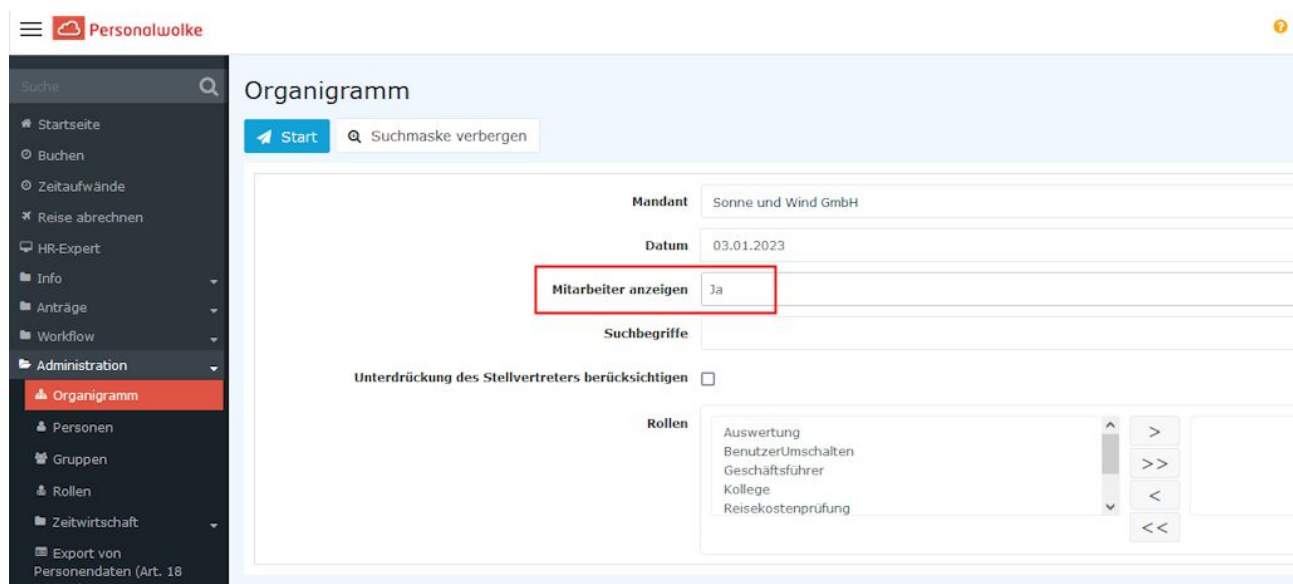 Personalwolke
Suche
Startseite
Buchen
Zeitaufwände
Reise abrechnen
HR-Expert
Info
Anträge
Workflow
Administration
Organigramm
Personen
Gruppen
Rollen
Zeitwirtschaft
Export von
Personendaten (Art. 18
Organigramm
Start
Suchmaske verbergen
Mandant Sonne und Wind GmbH
Datum 03.01.2023
Mitarbeiter anzeigen Ja
Suchbegriffe
Unterdrückung des Stellvertreters berücksichtigen
Rollen
Auswertung
BenutzerUmschalten
Geschäftsführer
Kollege
Reisekostenprüfung
>
>>
<
<<